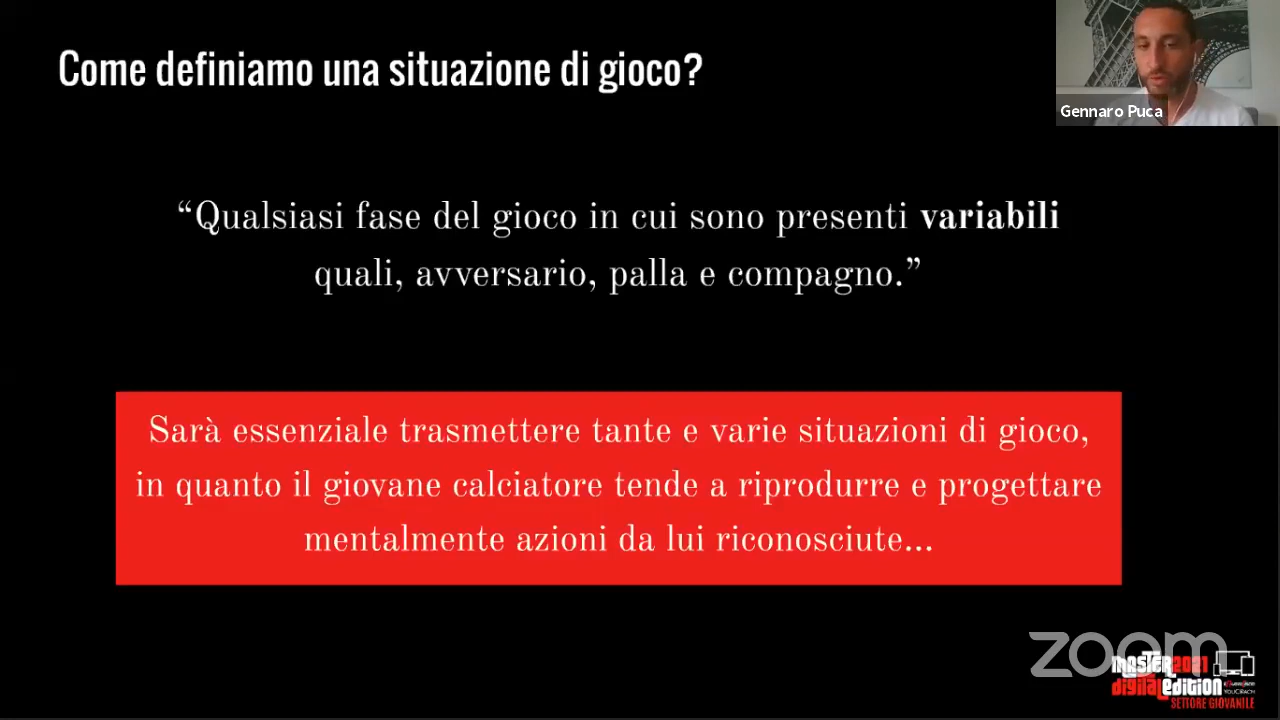 Come definiamo una situazione di gioco?
Gennaro Puca
“Qualsiasi fase del gioco in cui sono presenti variabili
quali, avversario, palla e compagno.”
Sarà essenziale trasmettere tante e varie situazioni di gioco,
in quanto il giovane calciatore tende a riprodurre e progettare
mentalmente azioni da lui riconosciute...
zoom
MASTER 2021
DIGITAL EDITION
YOUCOACH
SETTORE GIOVANILE